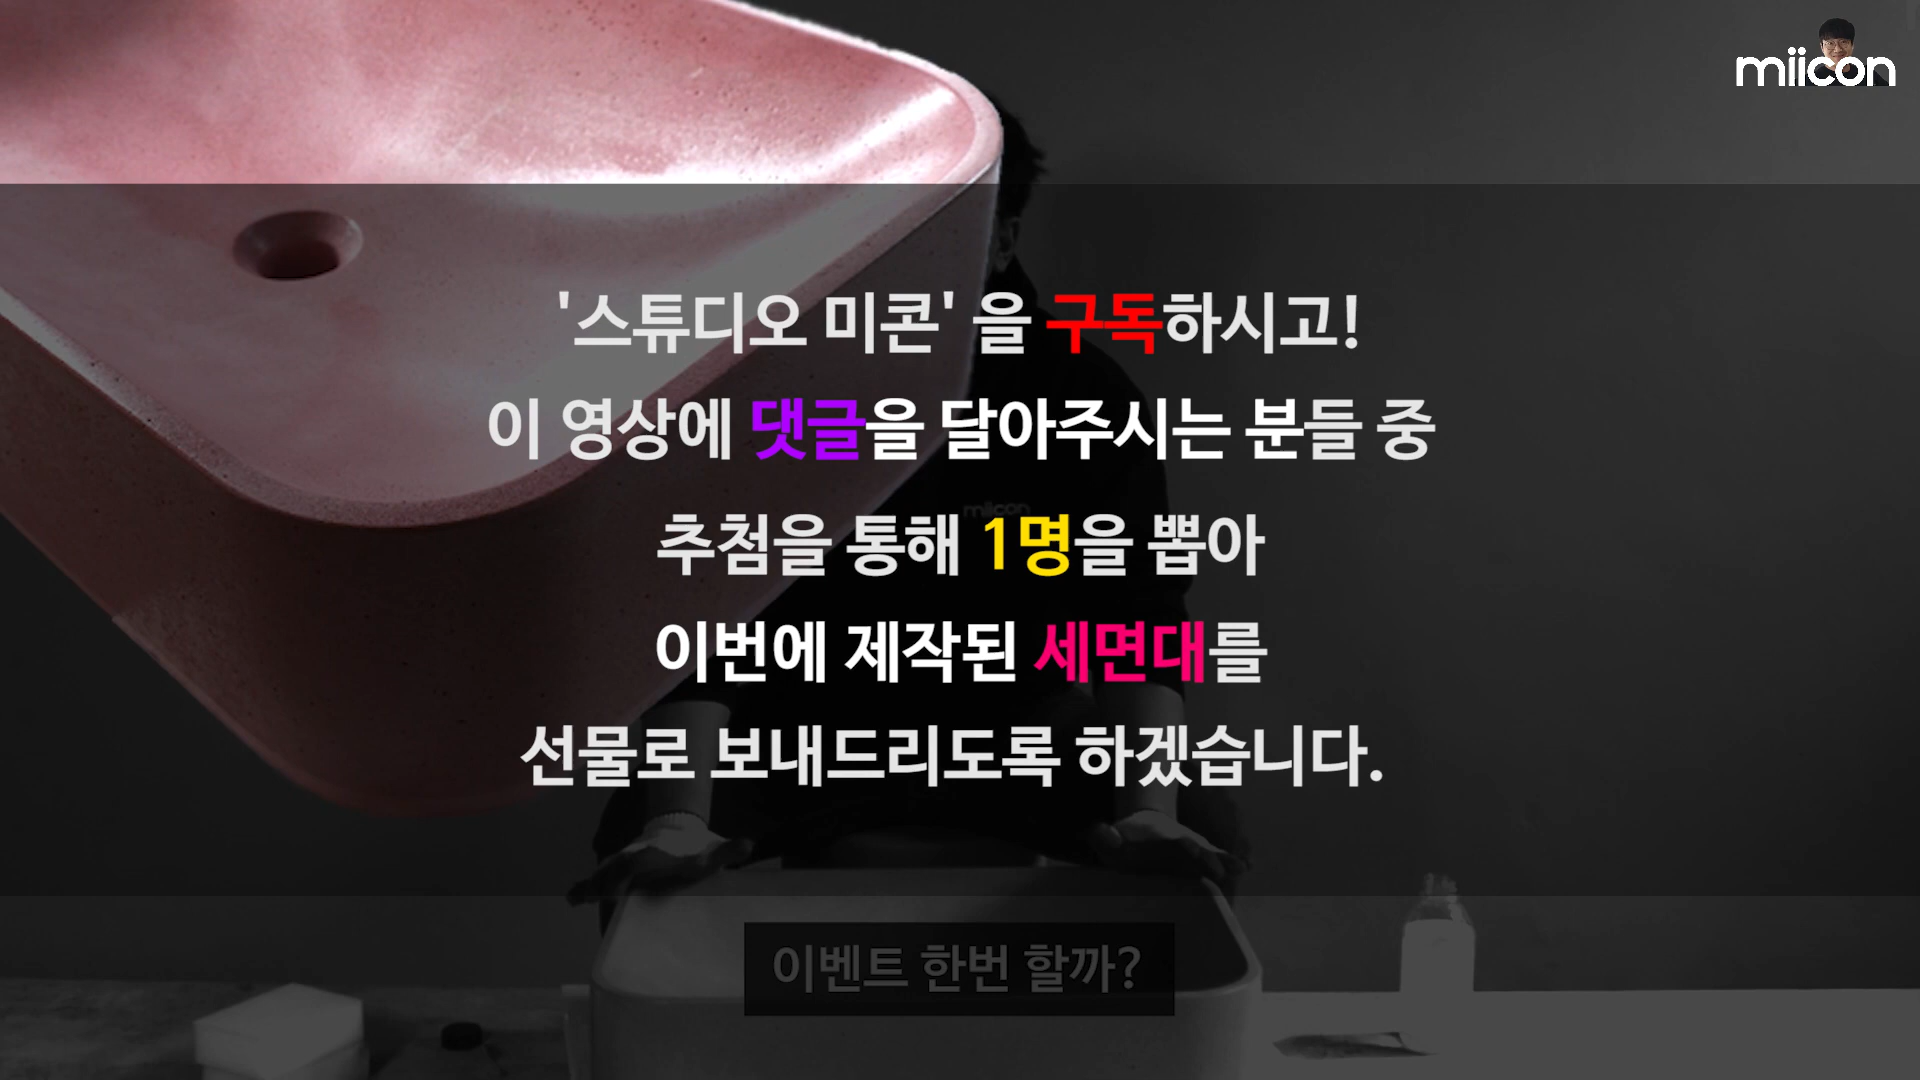 miicon
'스튜디오 미콘' 을 구독하시고!
이 영상에 댓글을 달아주시는 분들 중
miicon
추첨을 통해 1명을 뽑아
이번에 제작된 세면대를
선물로 보내드리도록 하겠습니다.
이벤트 한번 할까?